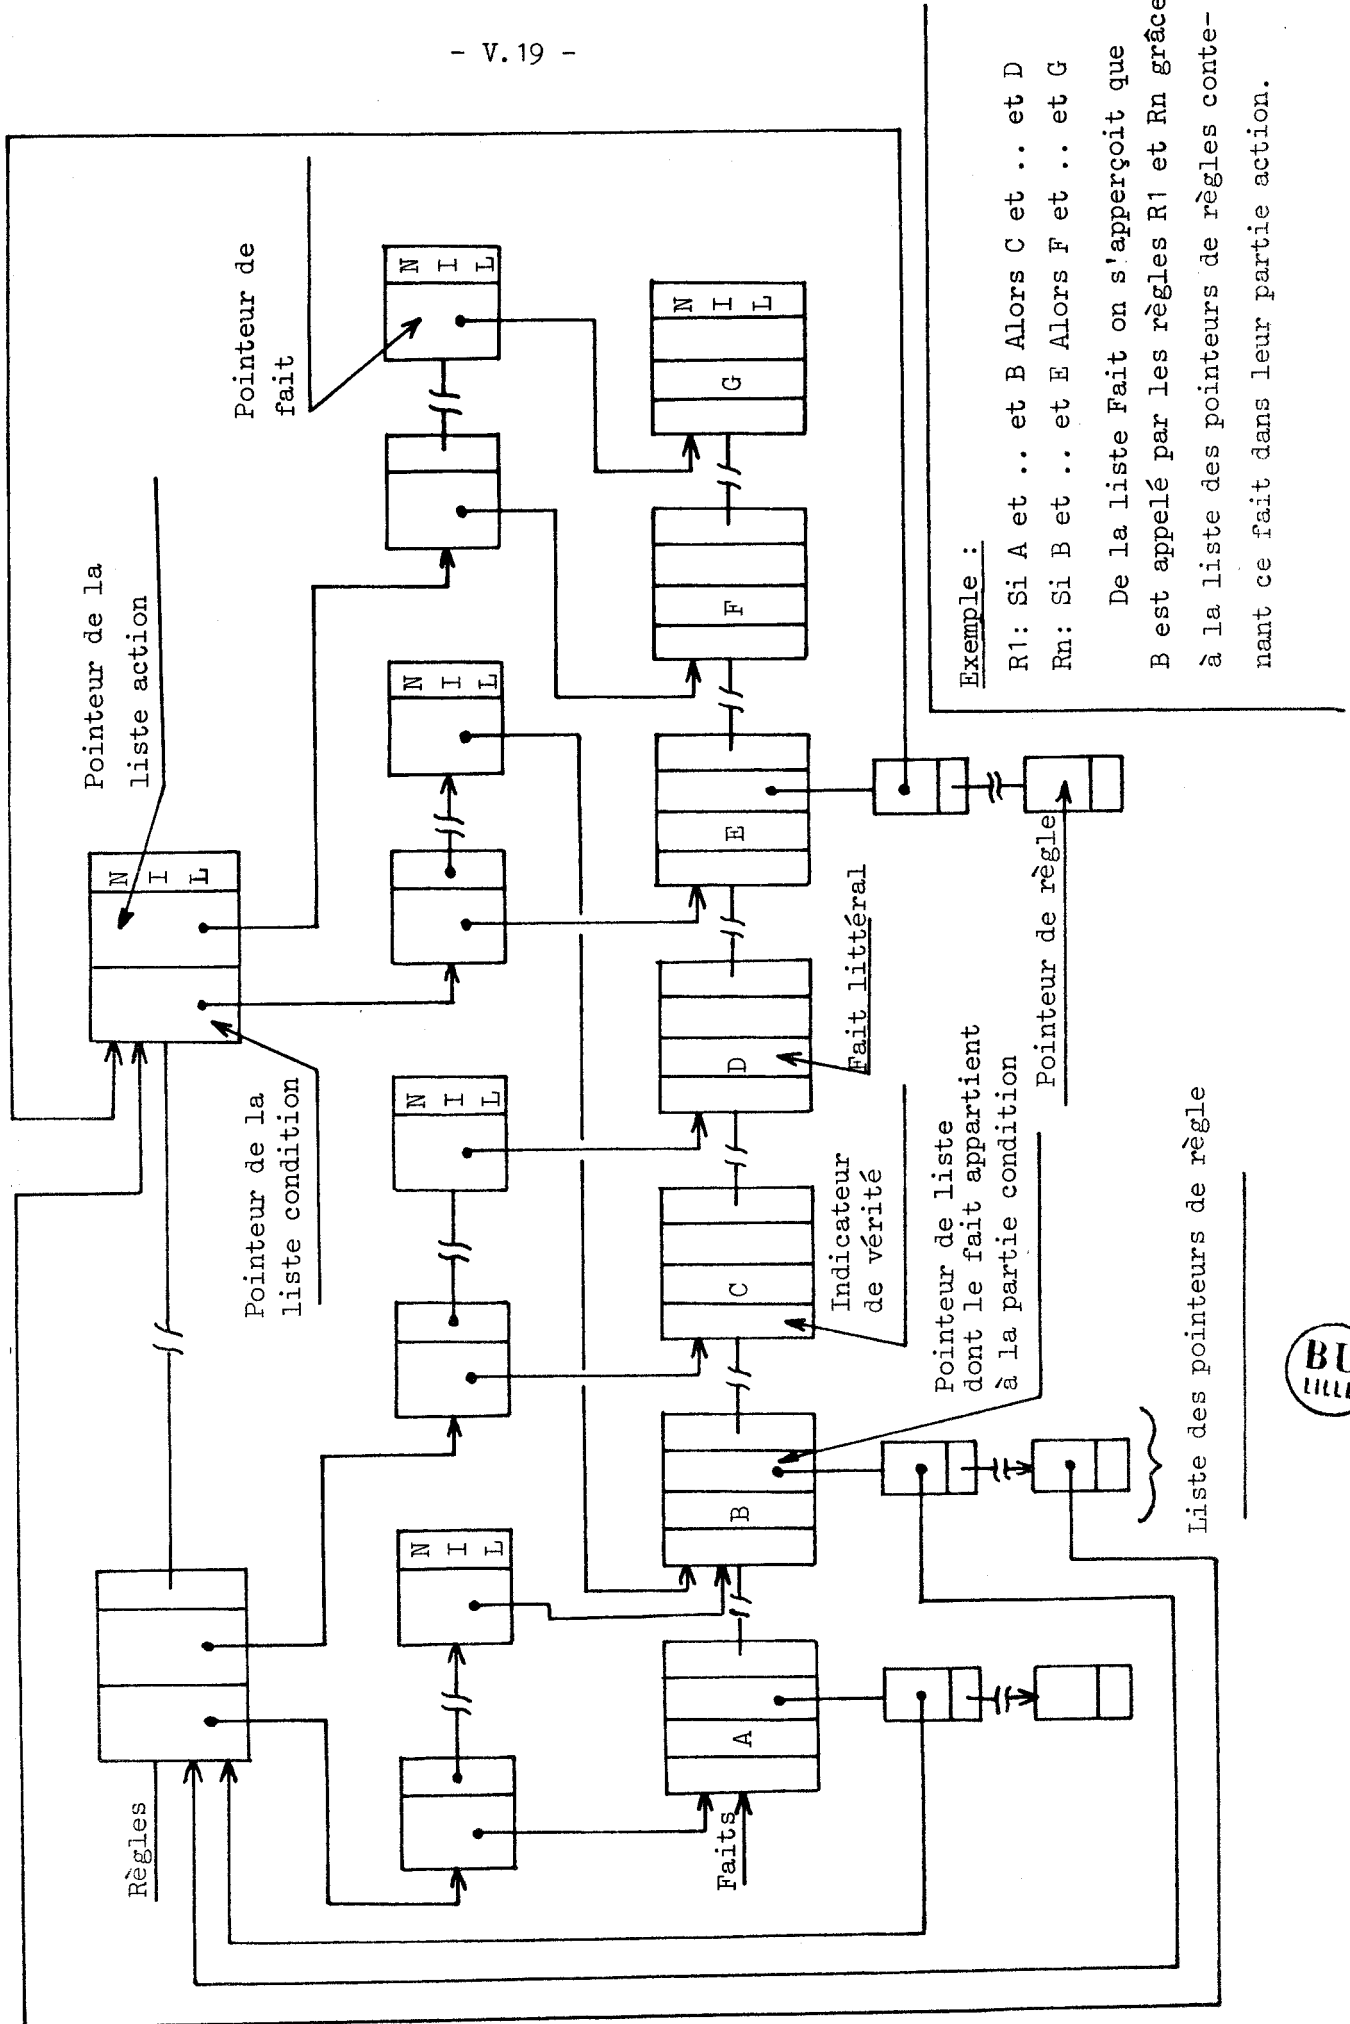 - V.19 -
Règles
Pointeur de la
liste condition
Pointeur de la
liste action
Pointeur de
fait
N
I
L
N
I
L
N
I
L
N
I
L
N
I
L
Faits
A
B
C
D
E
F
G
N
I
L
Indicateur
de vérité
Fait littéral
Pointeur de liste
dont le fait appartient
à la partie condition
Pointeur de règle
Liste des pointeurs de règle
Exemple :
R1: Si A et .. et B Alors C et .. et D
Rn: Si B et .. et E Alors F et .. et G
De la liste Fait on s'apperçoit que
B est appelé par les règles R1 et Rn grâce
à la liste des pointeurs de règles conte-
nant ce fait dans leur partie action.
BU
LILLE